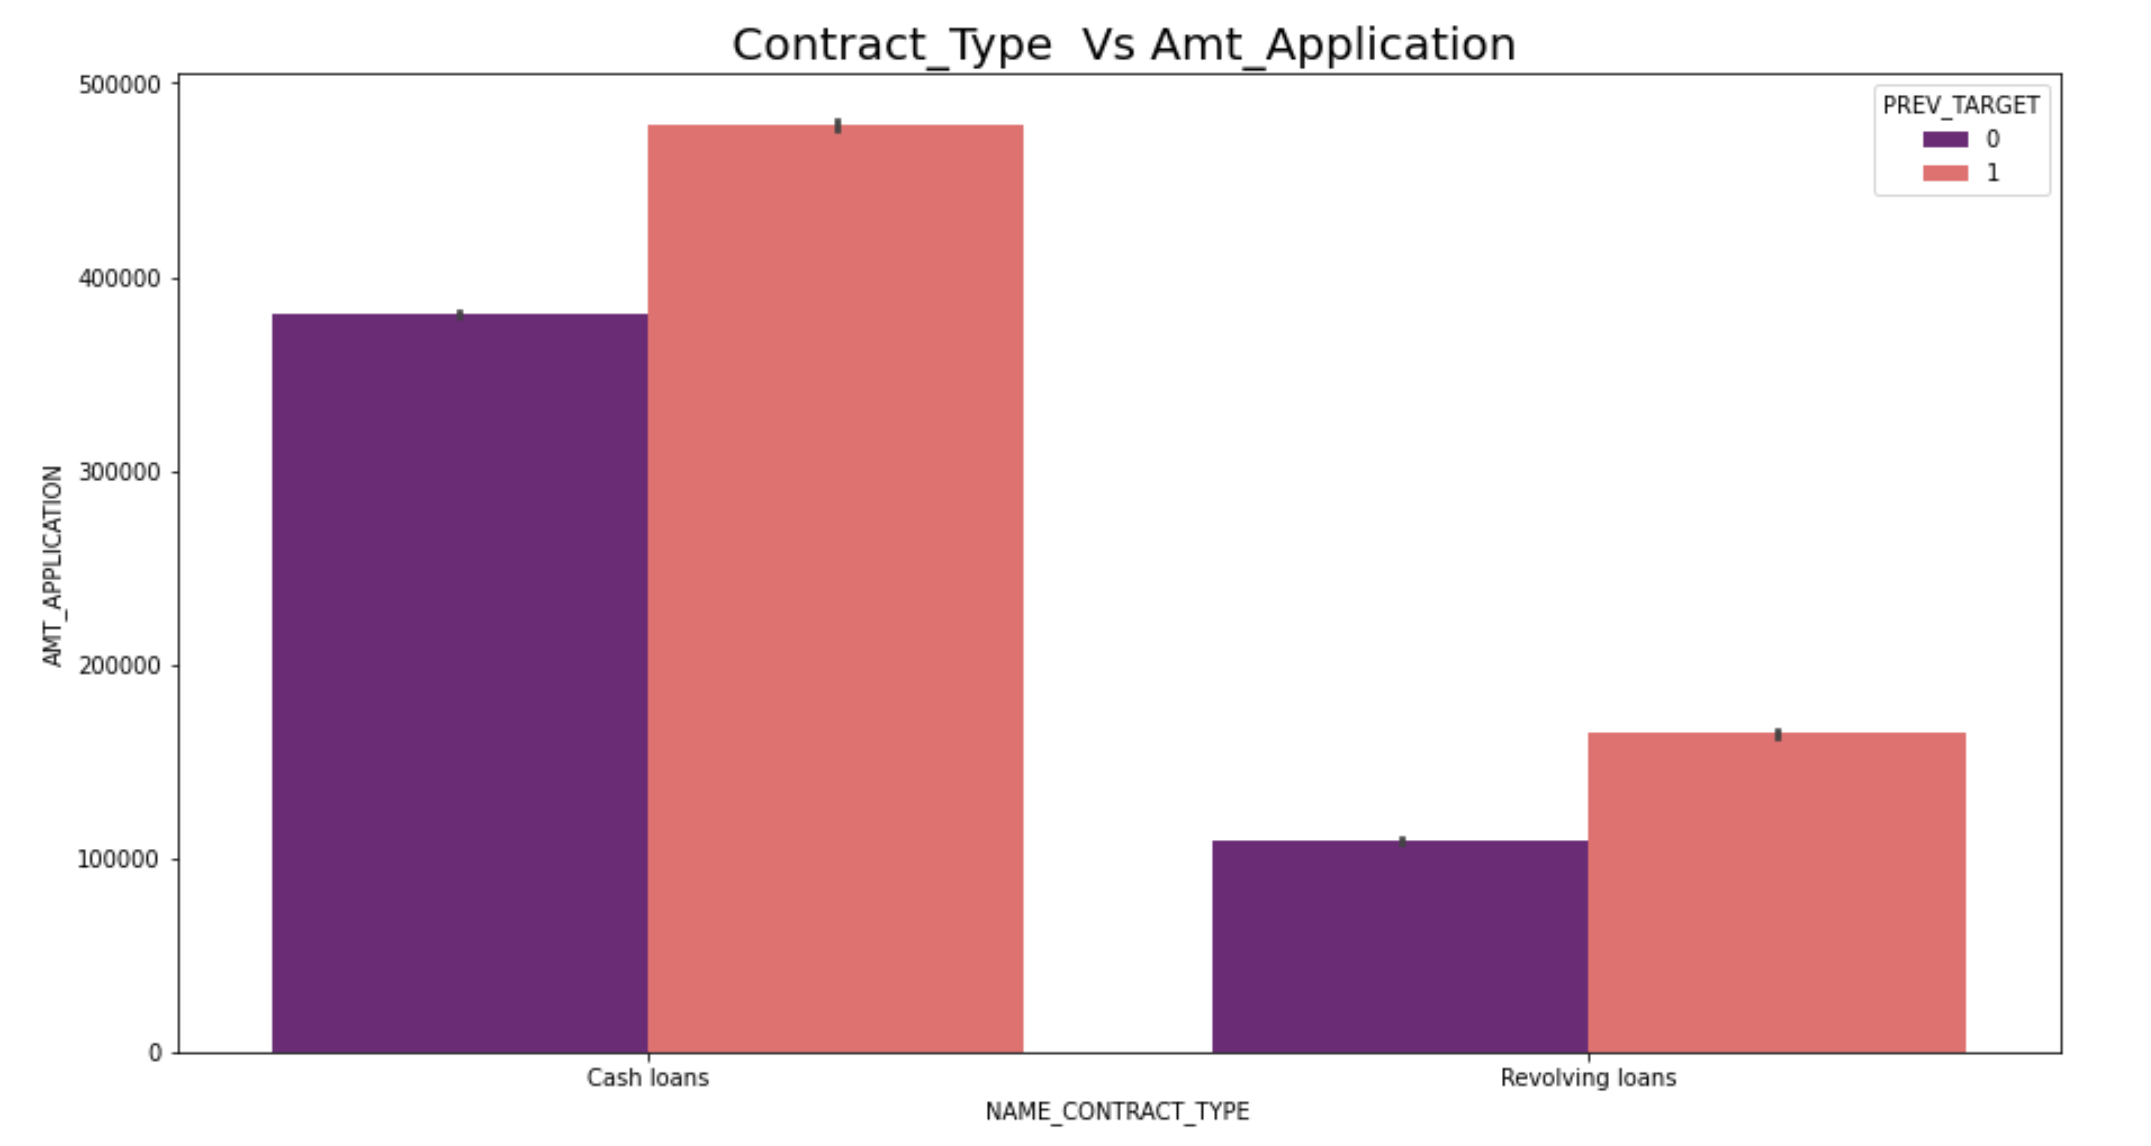 Contract_Type  Vs Amt_Application
500000
400000
300000
200000
100000
0
AMT_APPLICATION
PREV_TARGET
0
1
Cash loans
Revolving loans
NAME_CONTRACT_TYPE